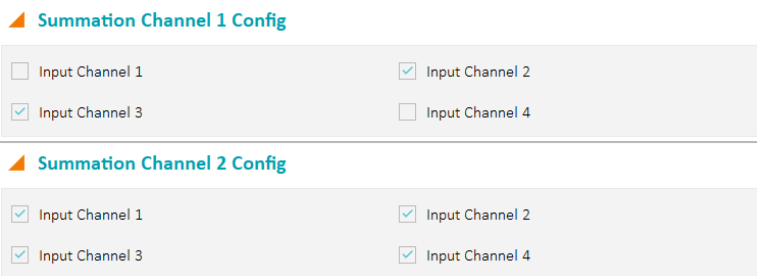 Summation Channel 1 Config
Input Channel 1 Input Channel 2
Input Channel 3 Input Channel 4
Summation Channel 2 Config
Input Channel 1 Input Channel 2
Input Channel 3 Input Channel 4